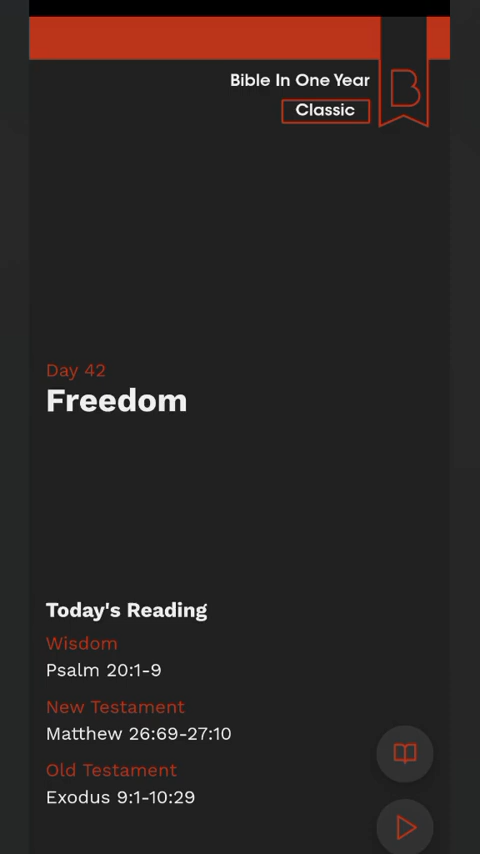 Bible In One Year
Classic
B
Day 42
Freedom
Today's Reading
Wisdom
Psalm 20:1-9
New Testament
Matthew 26:69-27:10
Old Testament
Exodus 9:1-10:29